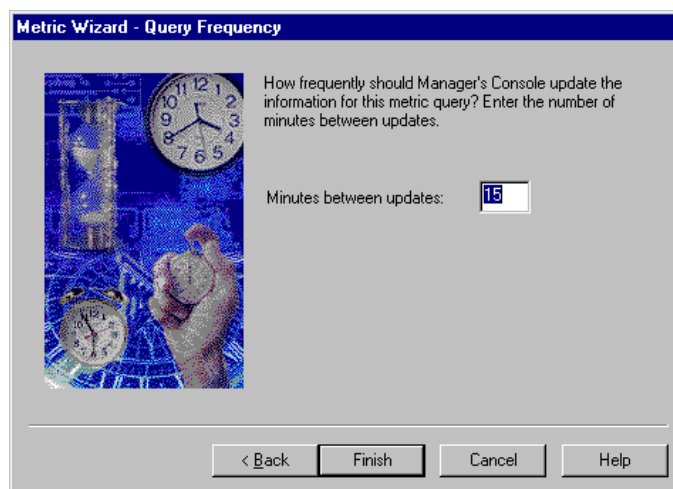 Metric Wizard - Query Frequency
How frequently should Manager's Console update the
information for this metric query? Enter the number of
minutes between updates.
Minutes between updates: 15
< Back Finish Cancel Help